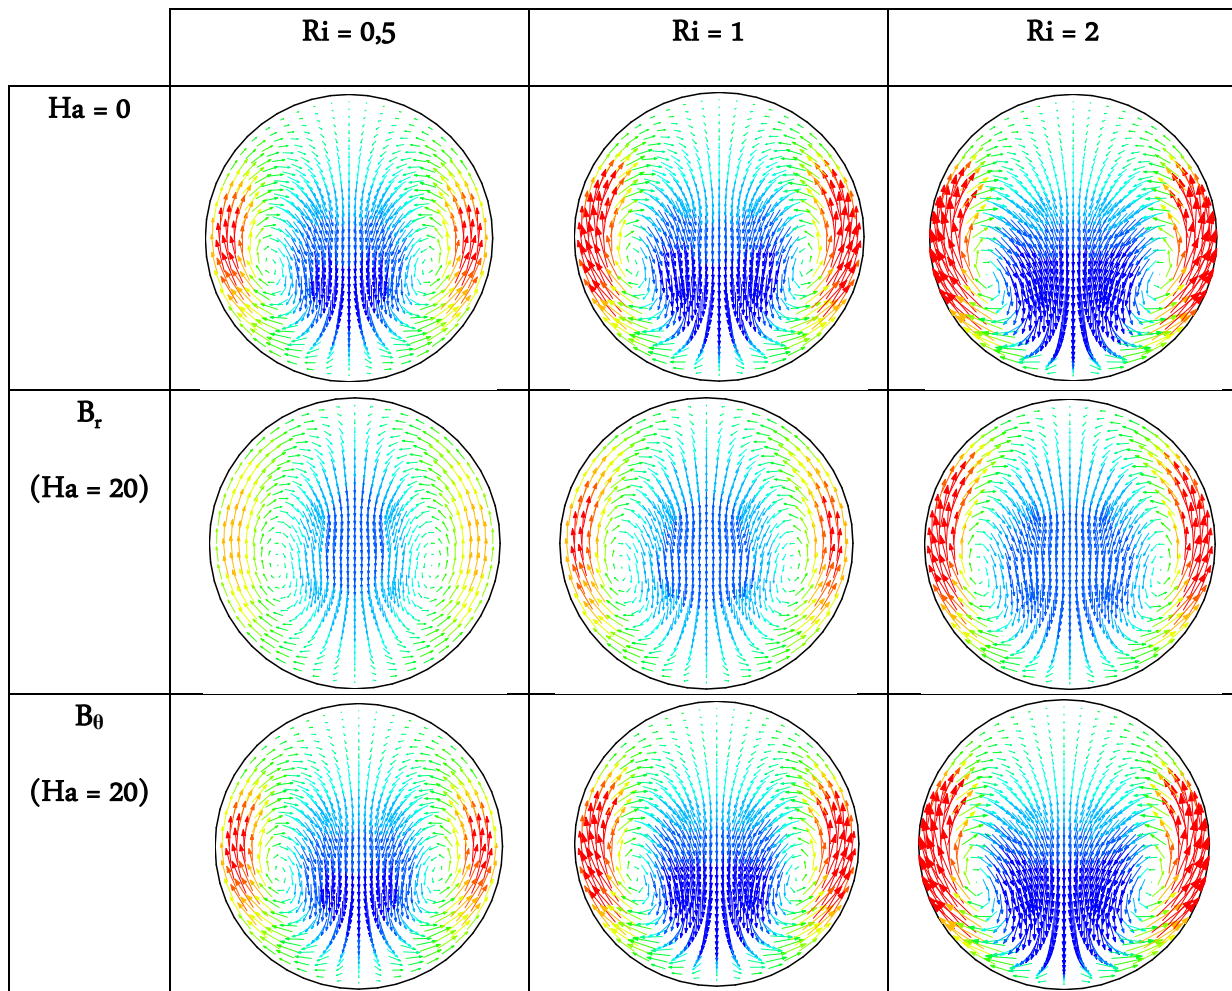 Ri = 0,5
Ri = 1
Ri = 2
Ha = 0
Br
(Ha = 20)
Bθ
(Ha = 20)